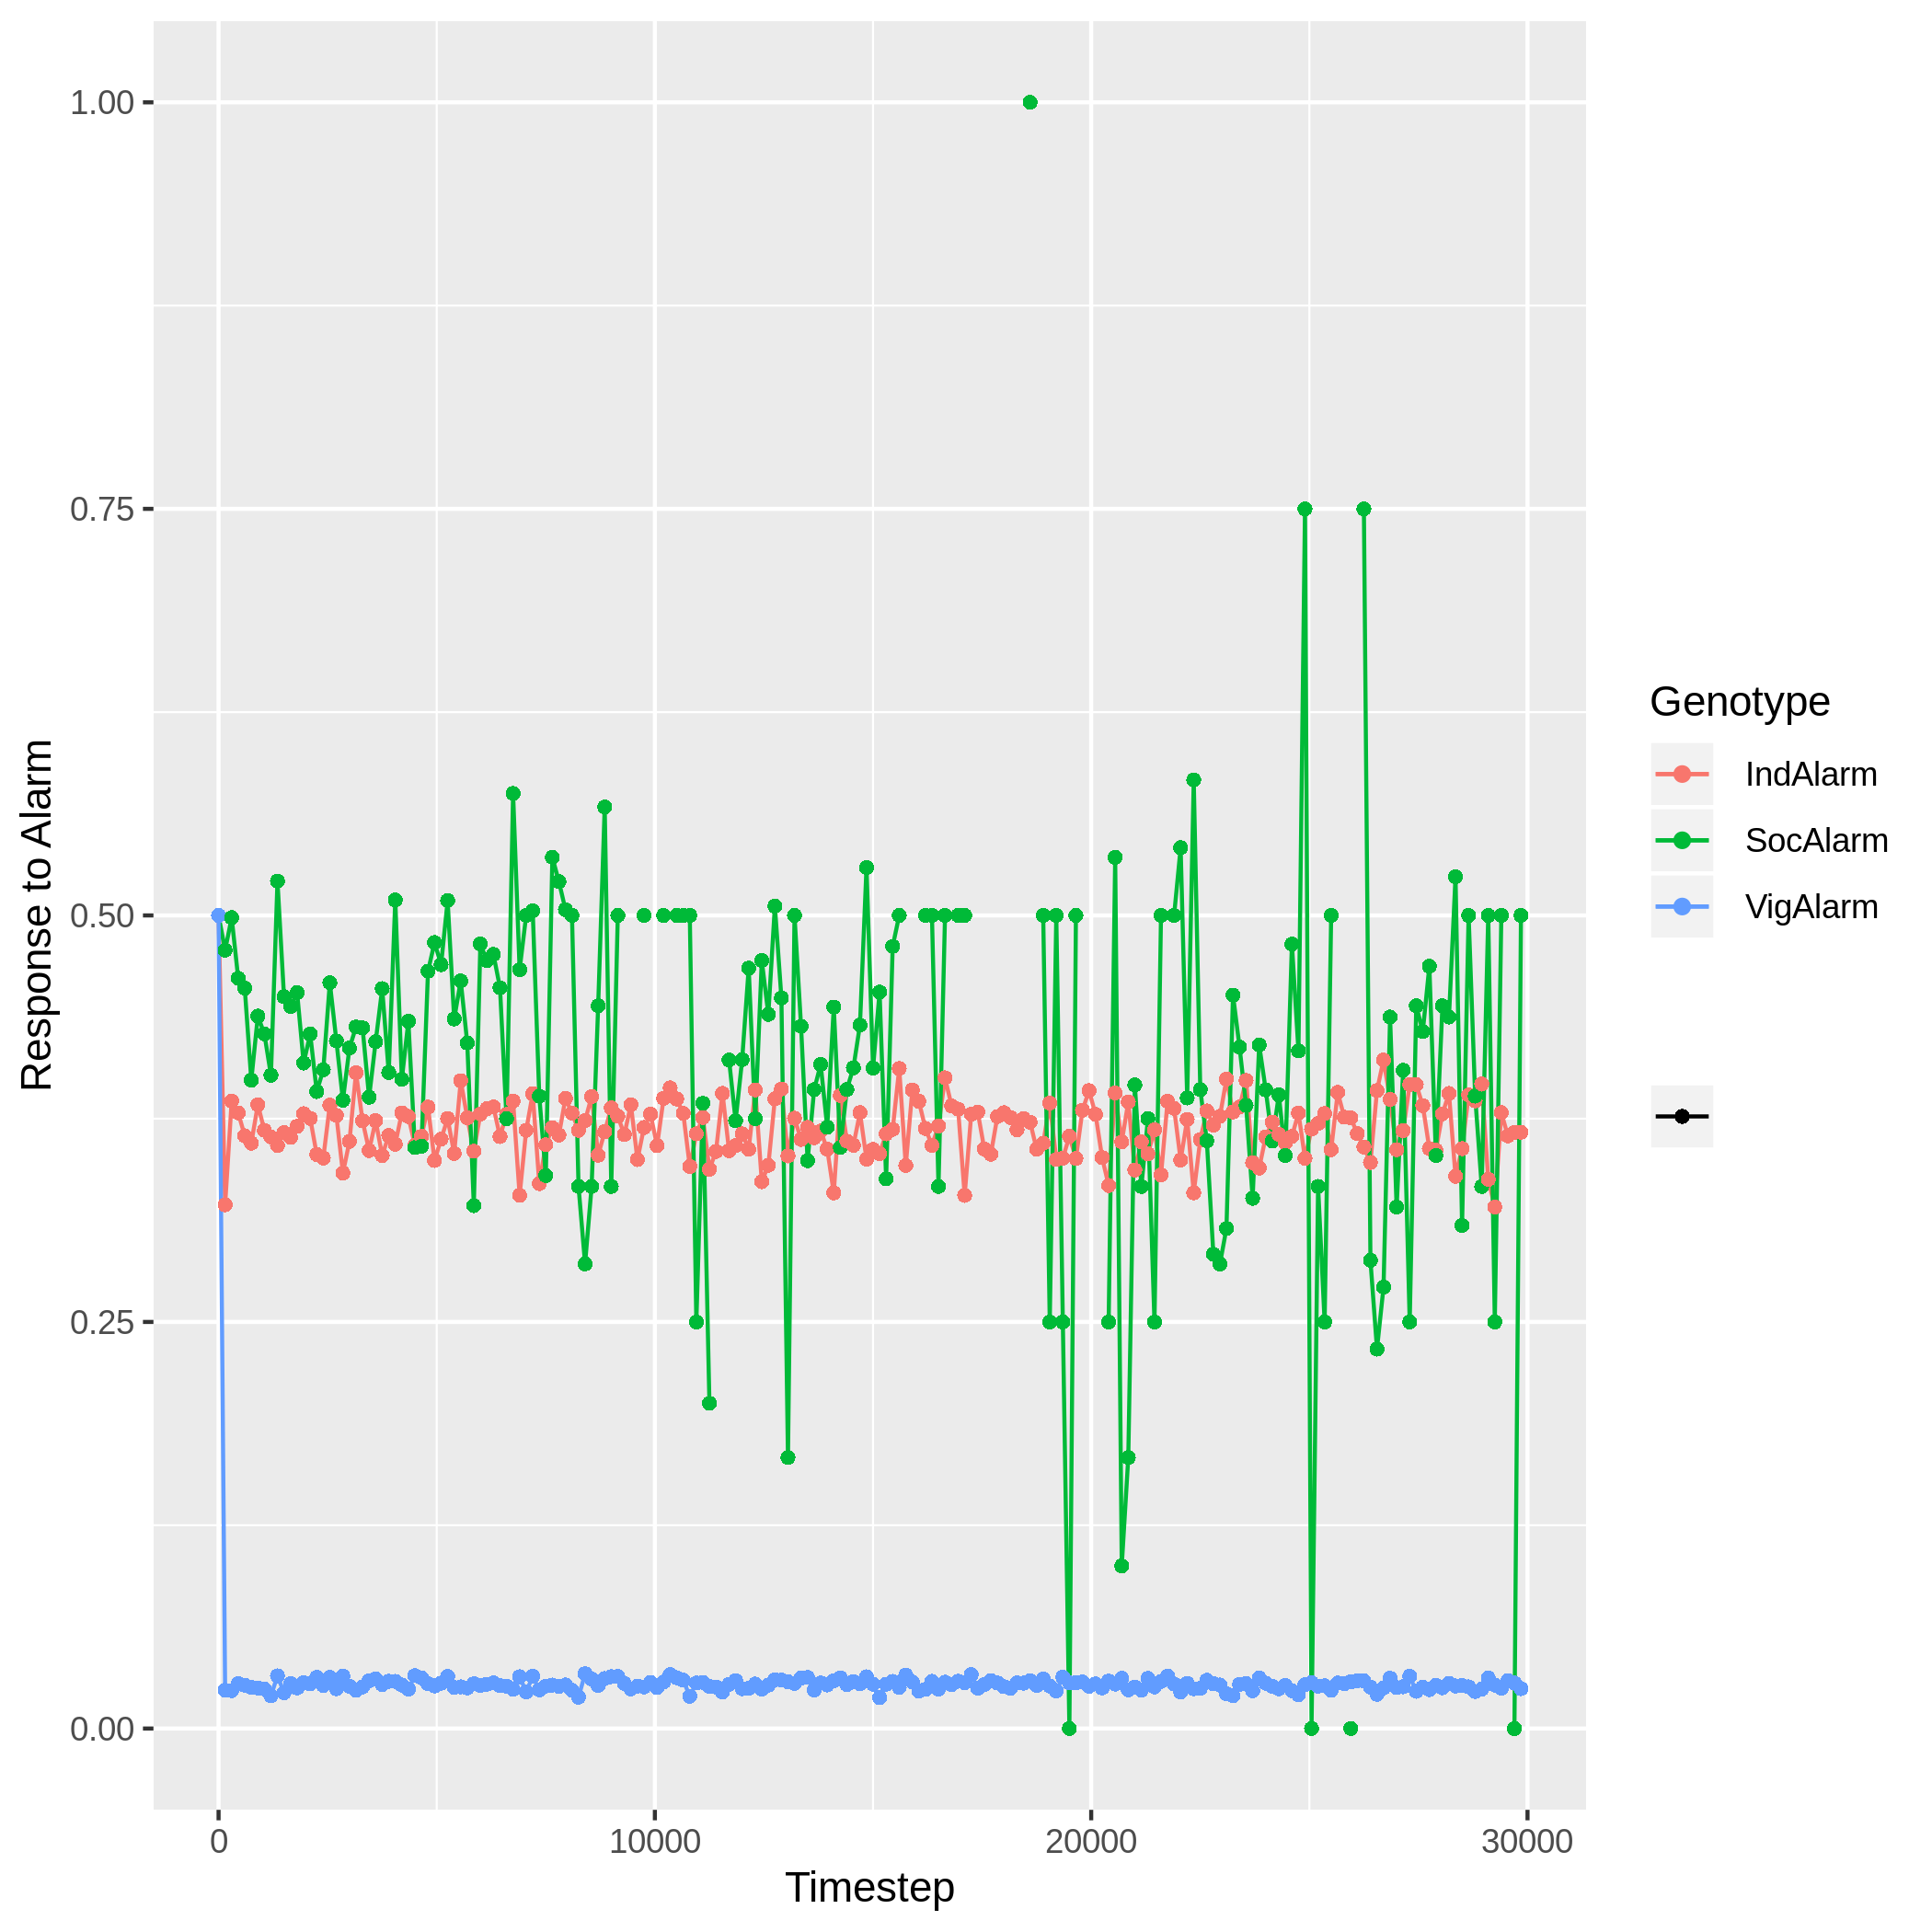 Response to Alarm
1.00
0.75
0.50
0.25
0.00
0 10000 20000 30000
Timestep
Genotype
IndAlarm
SocAlarm
VigAlarm